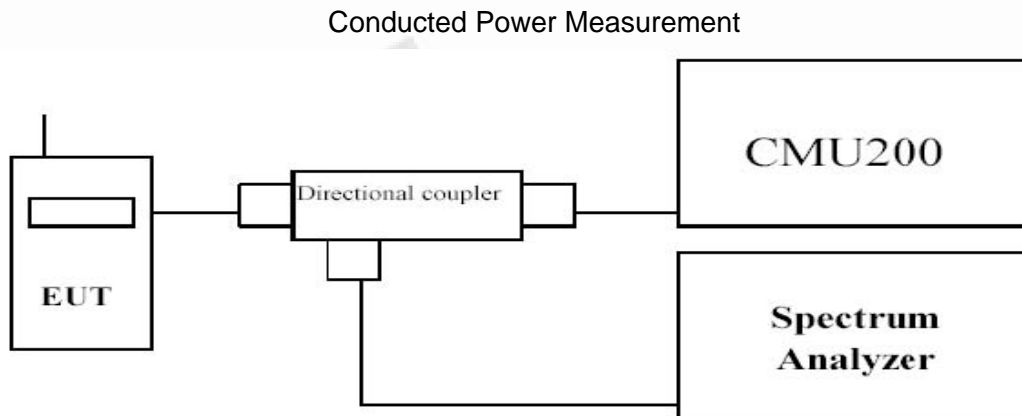 Conducted Power Measurement
Directional coupler
CMU200
EUT
Spectrum
Analyzer